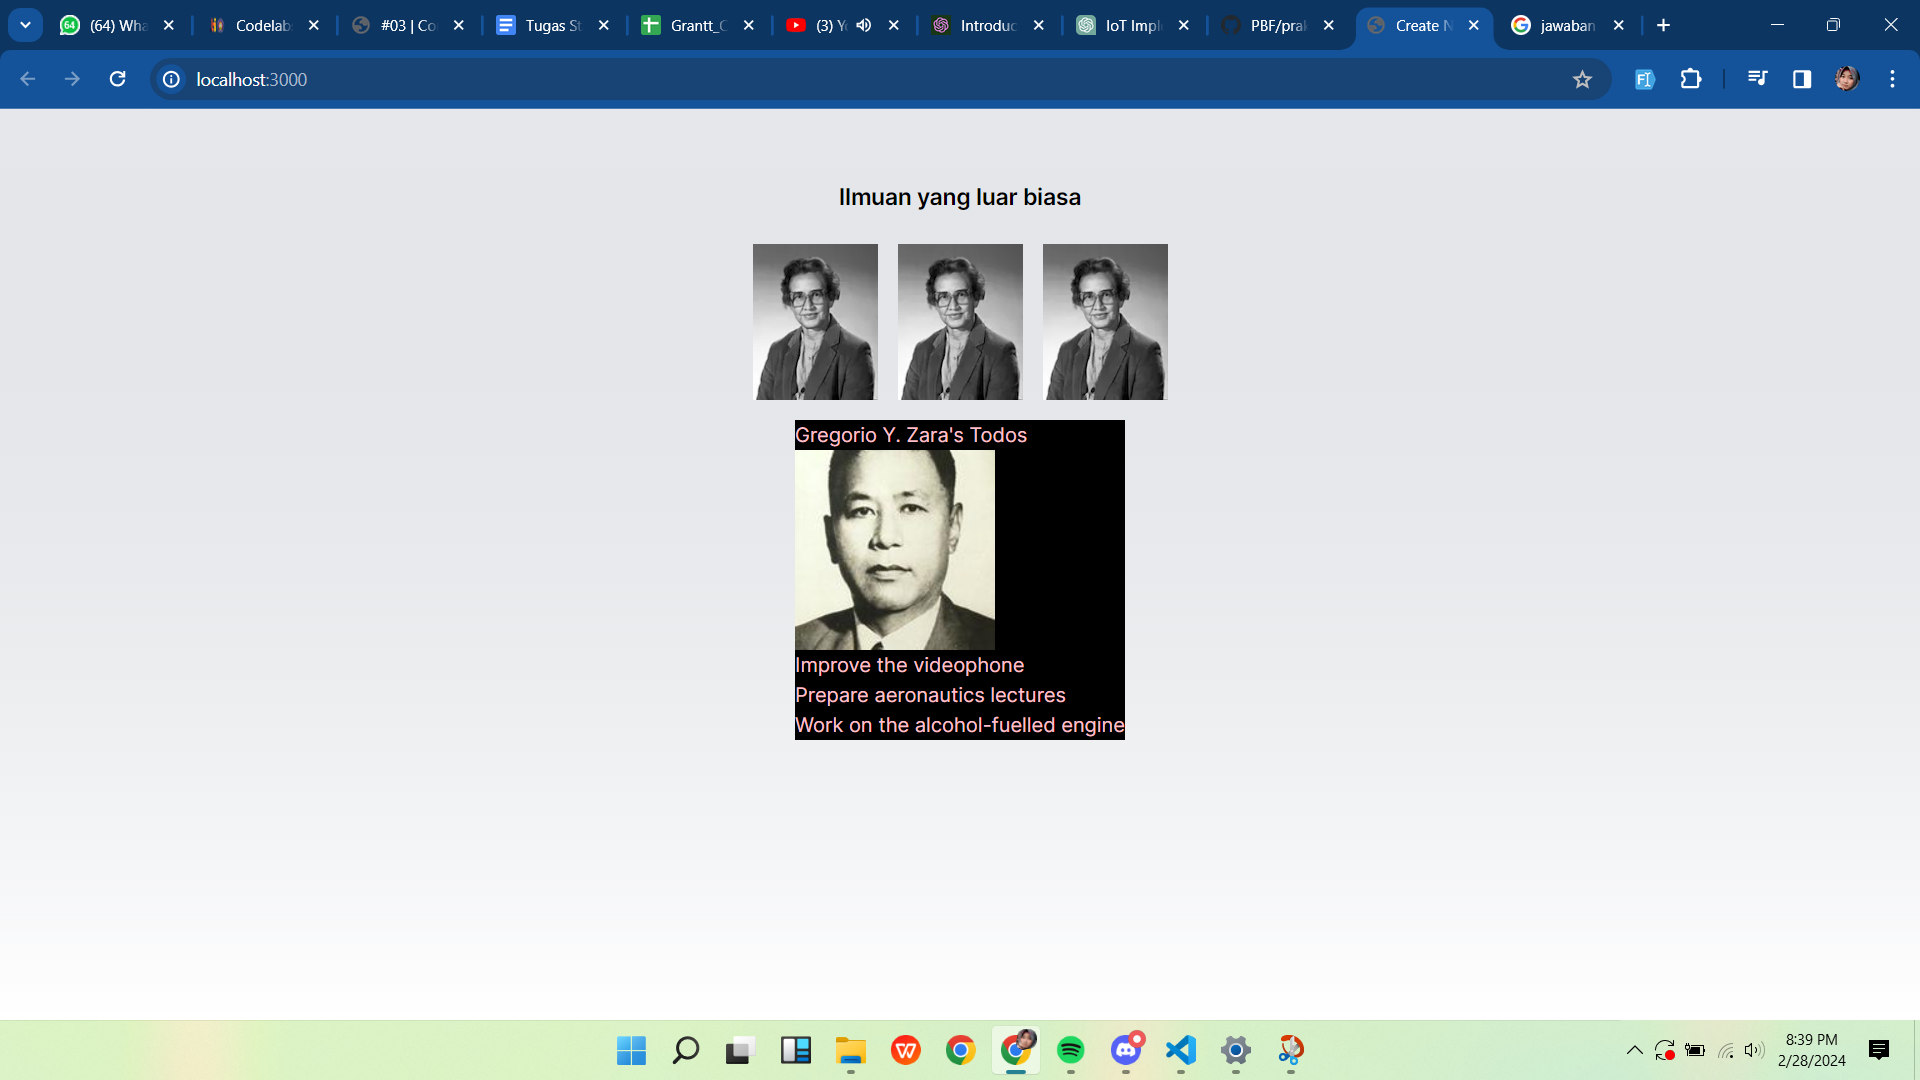 (64) Wha
Codelab
#03 | Co
Tugas St
Grantt_C
(3) Yo
Introduc
IoT Impl
PBF/prak
Create N
jawaban
localhost:3000
Ilmuan yang luar biasa
Gregorio Y. Zara's Todos
Improve the videophone
Prepare aeronautics lectures
Work on the alcohol-fuelled engine
8:39 PM
2/28/2024